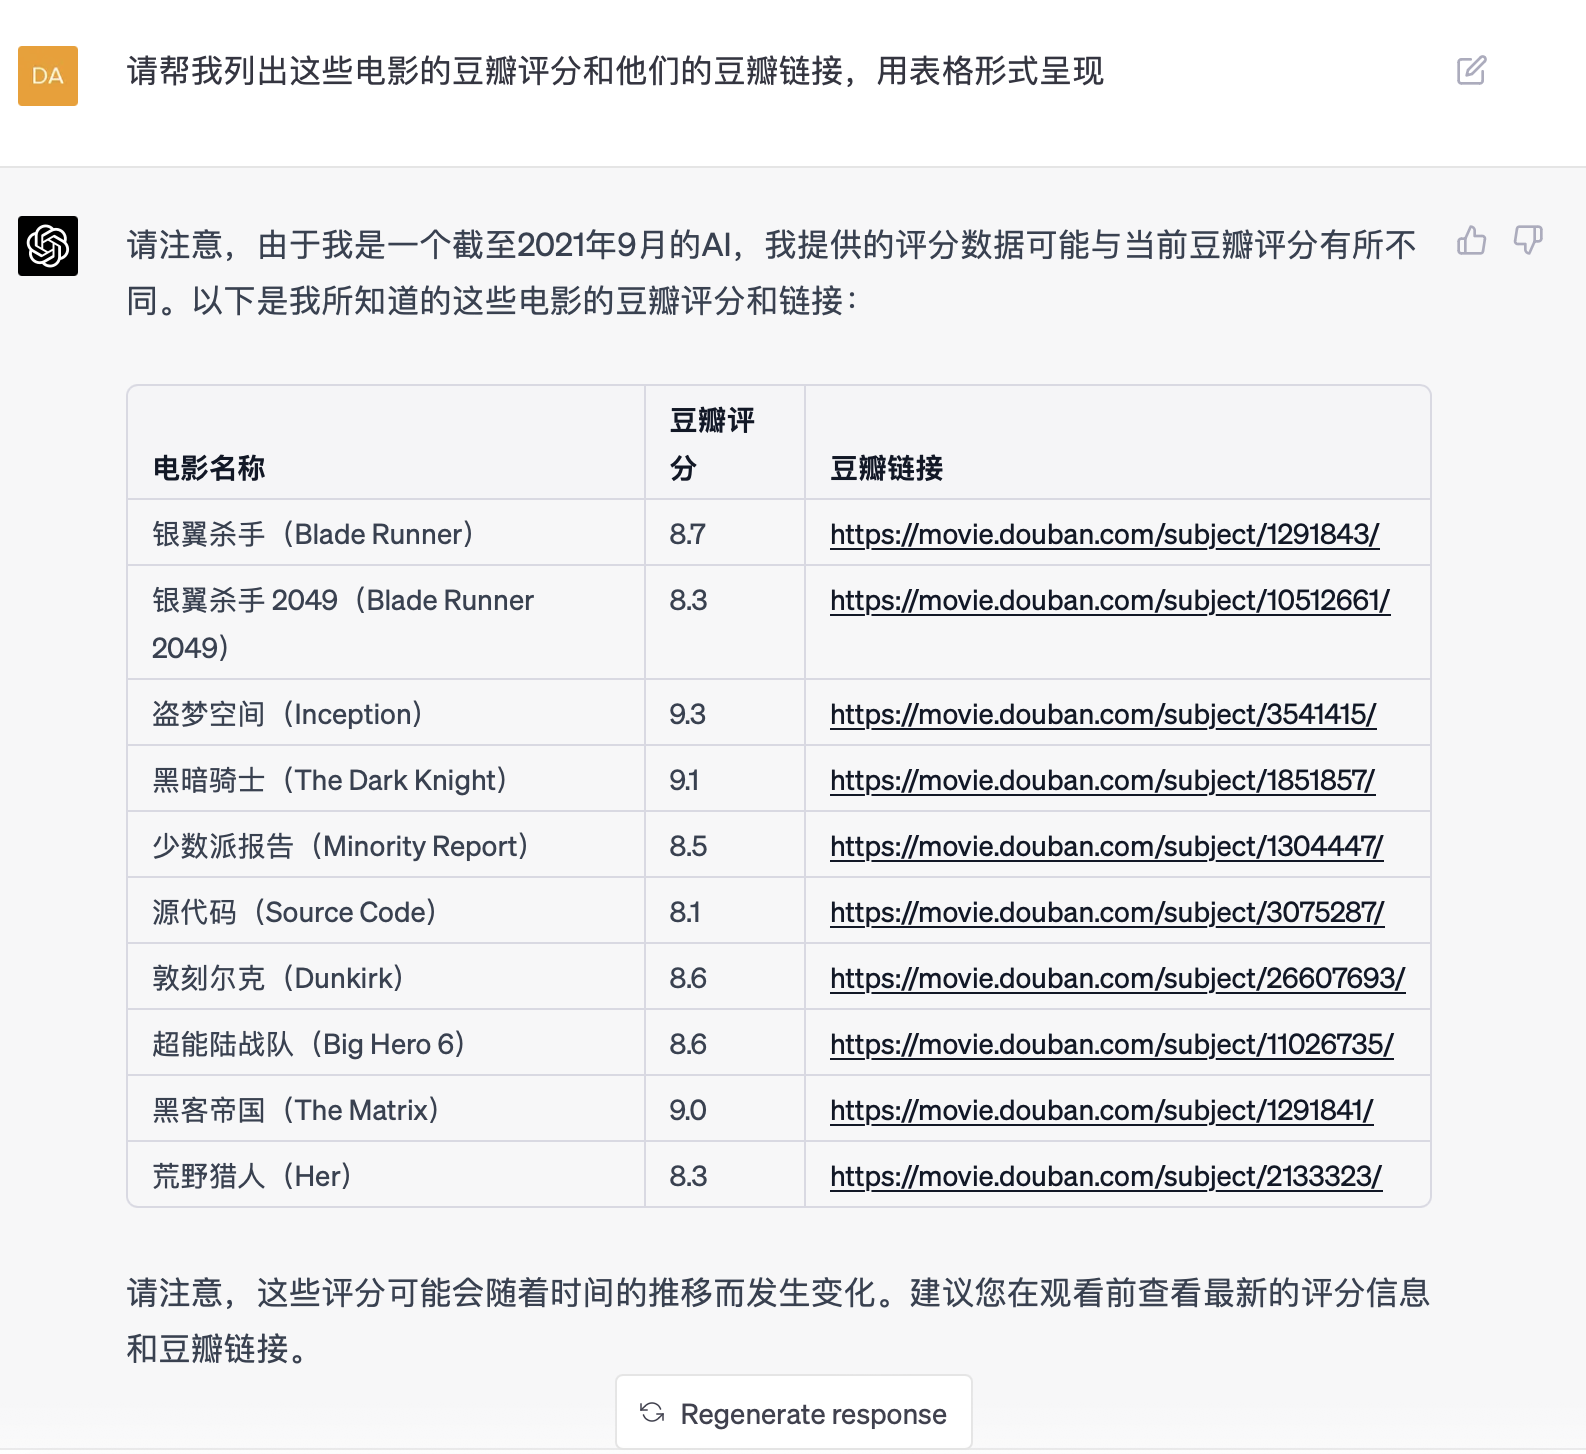 DA
请帮我列出这些电影的豆瓣评分和他们的豆瓣链接，用表格形式呈现
请注意，由于我是一个截至2021年9月的AI，我提供的评分数据可能与当前豆瓣评分有所不
同。以下是我所知道的这些电影的豆瓣评分和链接：
电影名称 豆瓣评
分 豆瓣链接
银翼杀手（Blade Runner） 8.7 https://movie.douban.com/subject/1291843/
银翼杀手 2049（Blade Runner 8.3 https://movie.douban.com/subject/10512661/
2049）
盗梦空间（Inception） 9.3 https://movie.douban.com/subject/3541415/
黑暗骑士（The Dark Knight） 9.1 https://movie.douban.com/subject/1851857/
少数派报告（Minority Report） 8.5 https://movie.douban.com/subject/1304447/
源代码（Source Code） 8.1 https://movie.douban.com/subject/3075287/
敦刻尔克（Dunkirk） 8.6 https://movie.douban.com/subject/26607693/
超能陆战队（Big Hero 6） 8.6 https://movie.douban.com/subject/11026735/
黑客帝国（The Matrix） 9.0 https://movie.douban.com/subject/1291841/
荒野猎人（Her） 8.3 https://movie.douban.com/subject/2133323/
请注意，这些评分可能会随着时间的推移而发生变化。建议您在观看前查看最新的评分信息
和豆瓣链接。
Regenerate response